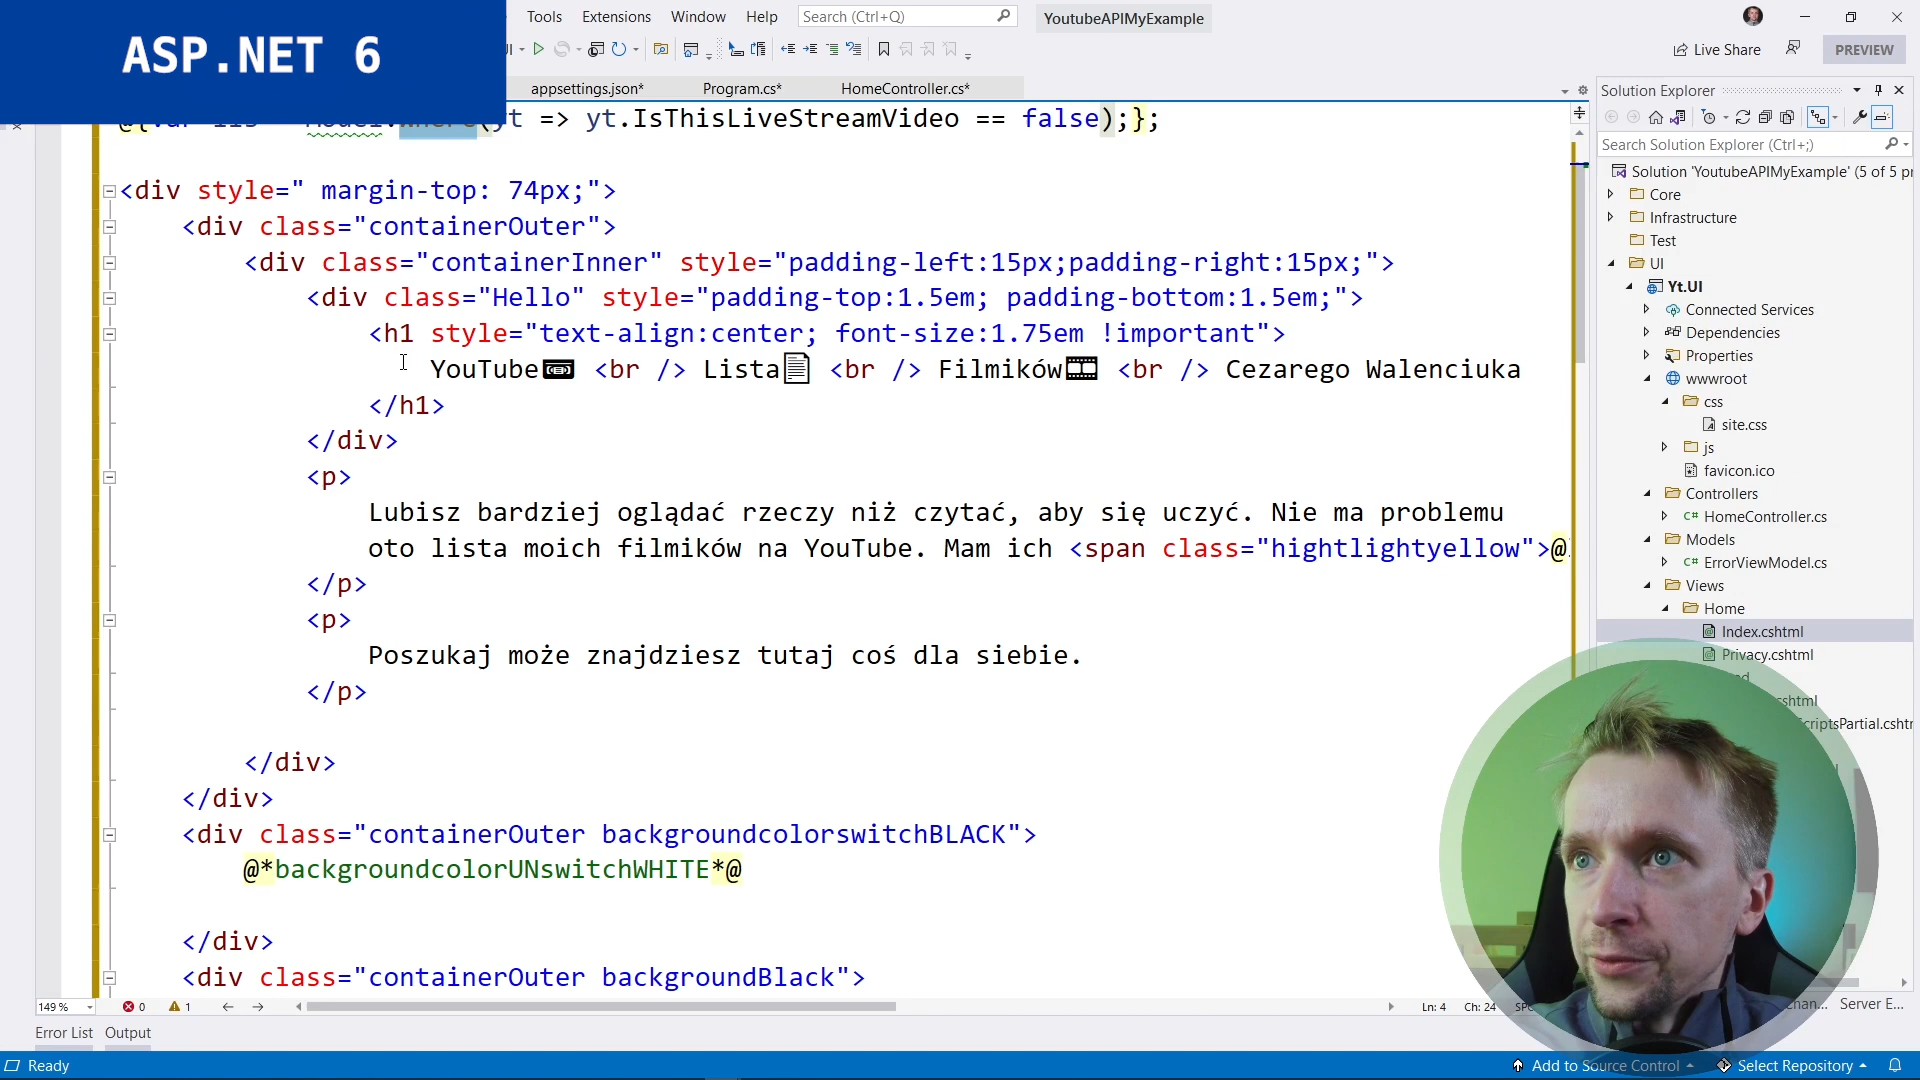 ASP.NET 6
Tools Extensions Window Help Search (Ctrl+Q) YoutubeAPIMyExample
Live Share PREVIEW
appsettings.json* Program.cs* HomeController.cs*
yt => yt.IsThisLiveStreamVideo == false);};
<div style=" margin-top: 74px;">
<div class="containerOuter">
<div class="containerInner" style="padding-left:15px;padding-right:15px;">
<div class="Hello" style="padding-top:1.5em; padding-bottom:1.5em;">
<h1 style="text-align:center; font-size:1.75em !important">
YouTube📼 <br /> Lista📄 <br /> Filmików🎞 <br /> Cezarego Walenciuka
</h1>
</div>
<p>
Lubisz bardziej oglądać rzeczy niż czytać, aby się uczyć. Nie ma problemu
oto lista moich filmików na YouTube. Mam ich <span class="hightlightyellow">@
</p>
<p>
Poszukaj może znajdziesz tutaj coś dla siebie.
</p>
</div>
</div>
<div class="containerOuter backgroundcolorswitchBLACK">
@*backgroundcolorUNswitchWHITE*@
</div>
<div class="containerOuter backgroundBlack">
149 % 0 1 Ln: 4 Ch: 24
Error List Output
Ready Add to Source Control Select Repository
Solution Explorer
Search Solution Explorer (Ctrl+;)
Solution 'YoutubeAPIMyExample' (5 of 5 pr
Core
Infrastructure
Test
UI
Yt.UI
Connected Services
Dependencies
Properties
wwwroot
css
site.css
js
favicon.ico
Controllers
C# HomeController.cs
Models
C# ErrorViewModel.cs
Views
Home
Index.cshtml
Privacy.cshtml
Server E...